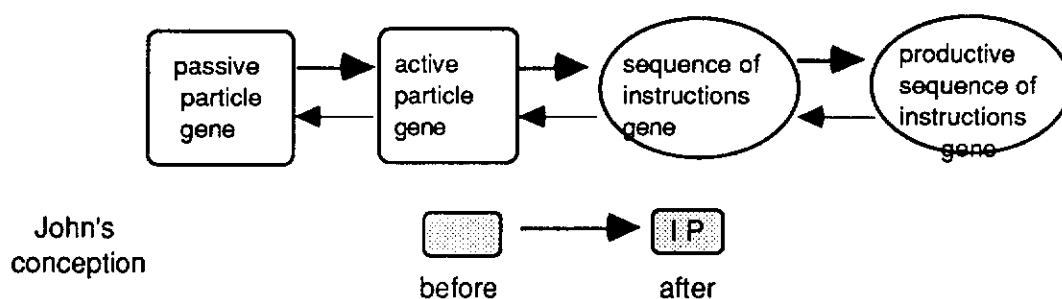 passive
particle
gene
active
particle
gene
sequence of
instructions
gene
productive
sequence of
instructions
gene
John's
conception
I P
before
after